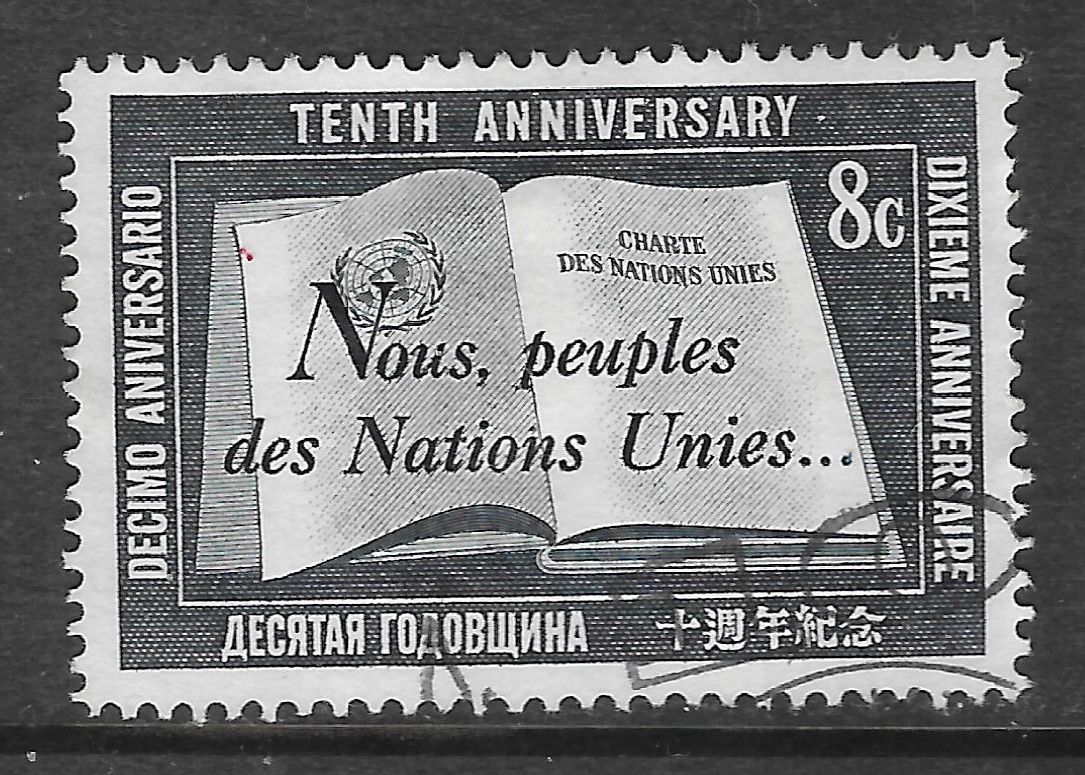 TENTH ANNIVERSARY
8c
DECIMO ANIVERSARIO
DIXIEME ANNIVERSAIRE
CHARTE
DES NATIONS UNIES
Nous, peuples
des Nations Unies...
ДЕСЯТАЯ ГОДОВЩИНА
十週年紀念